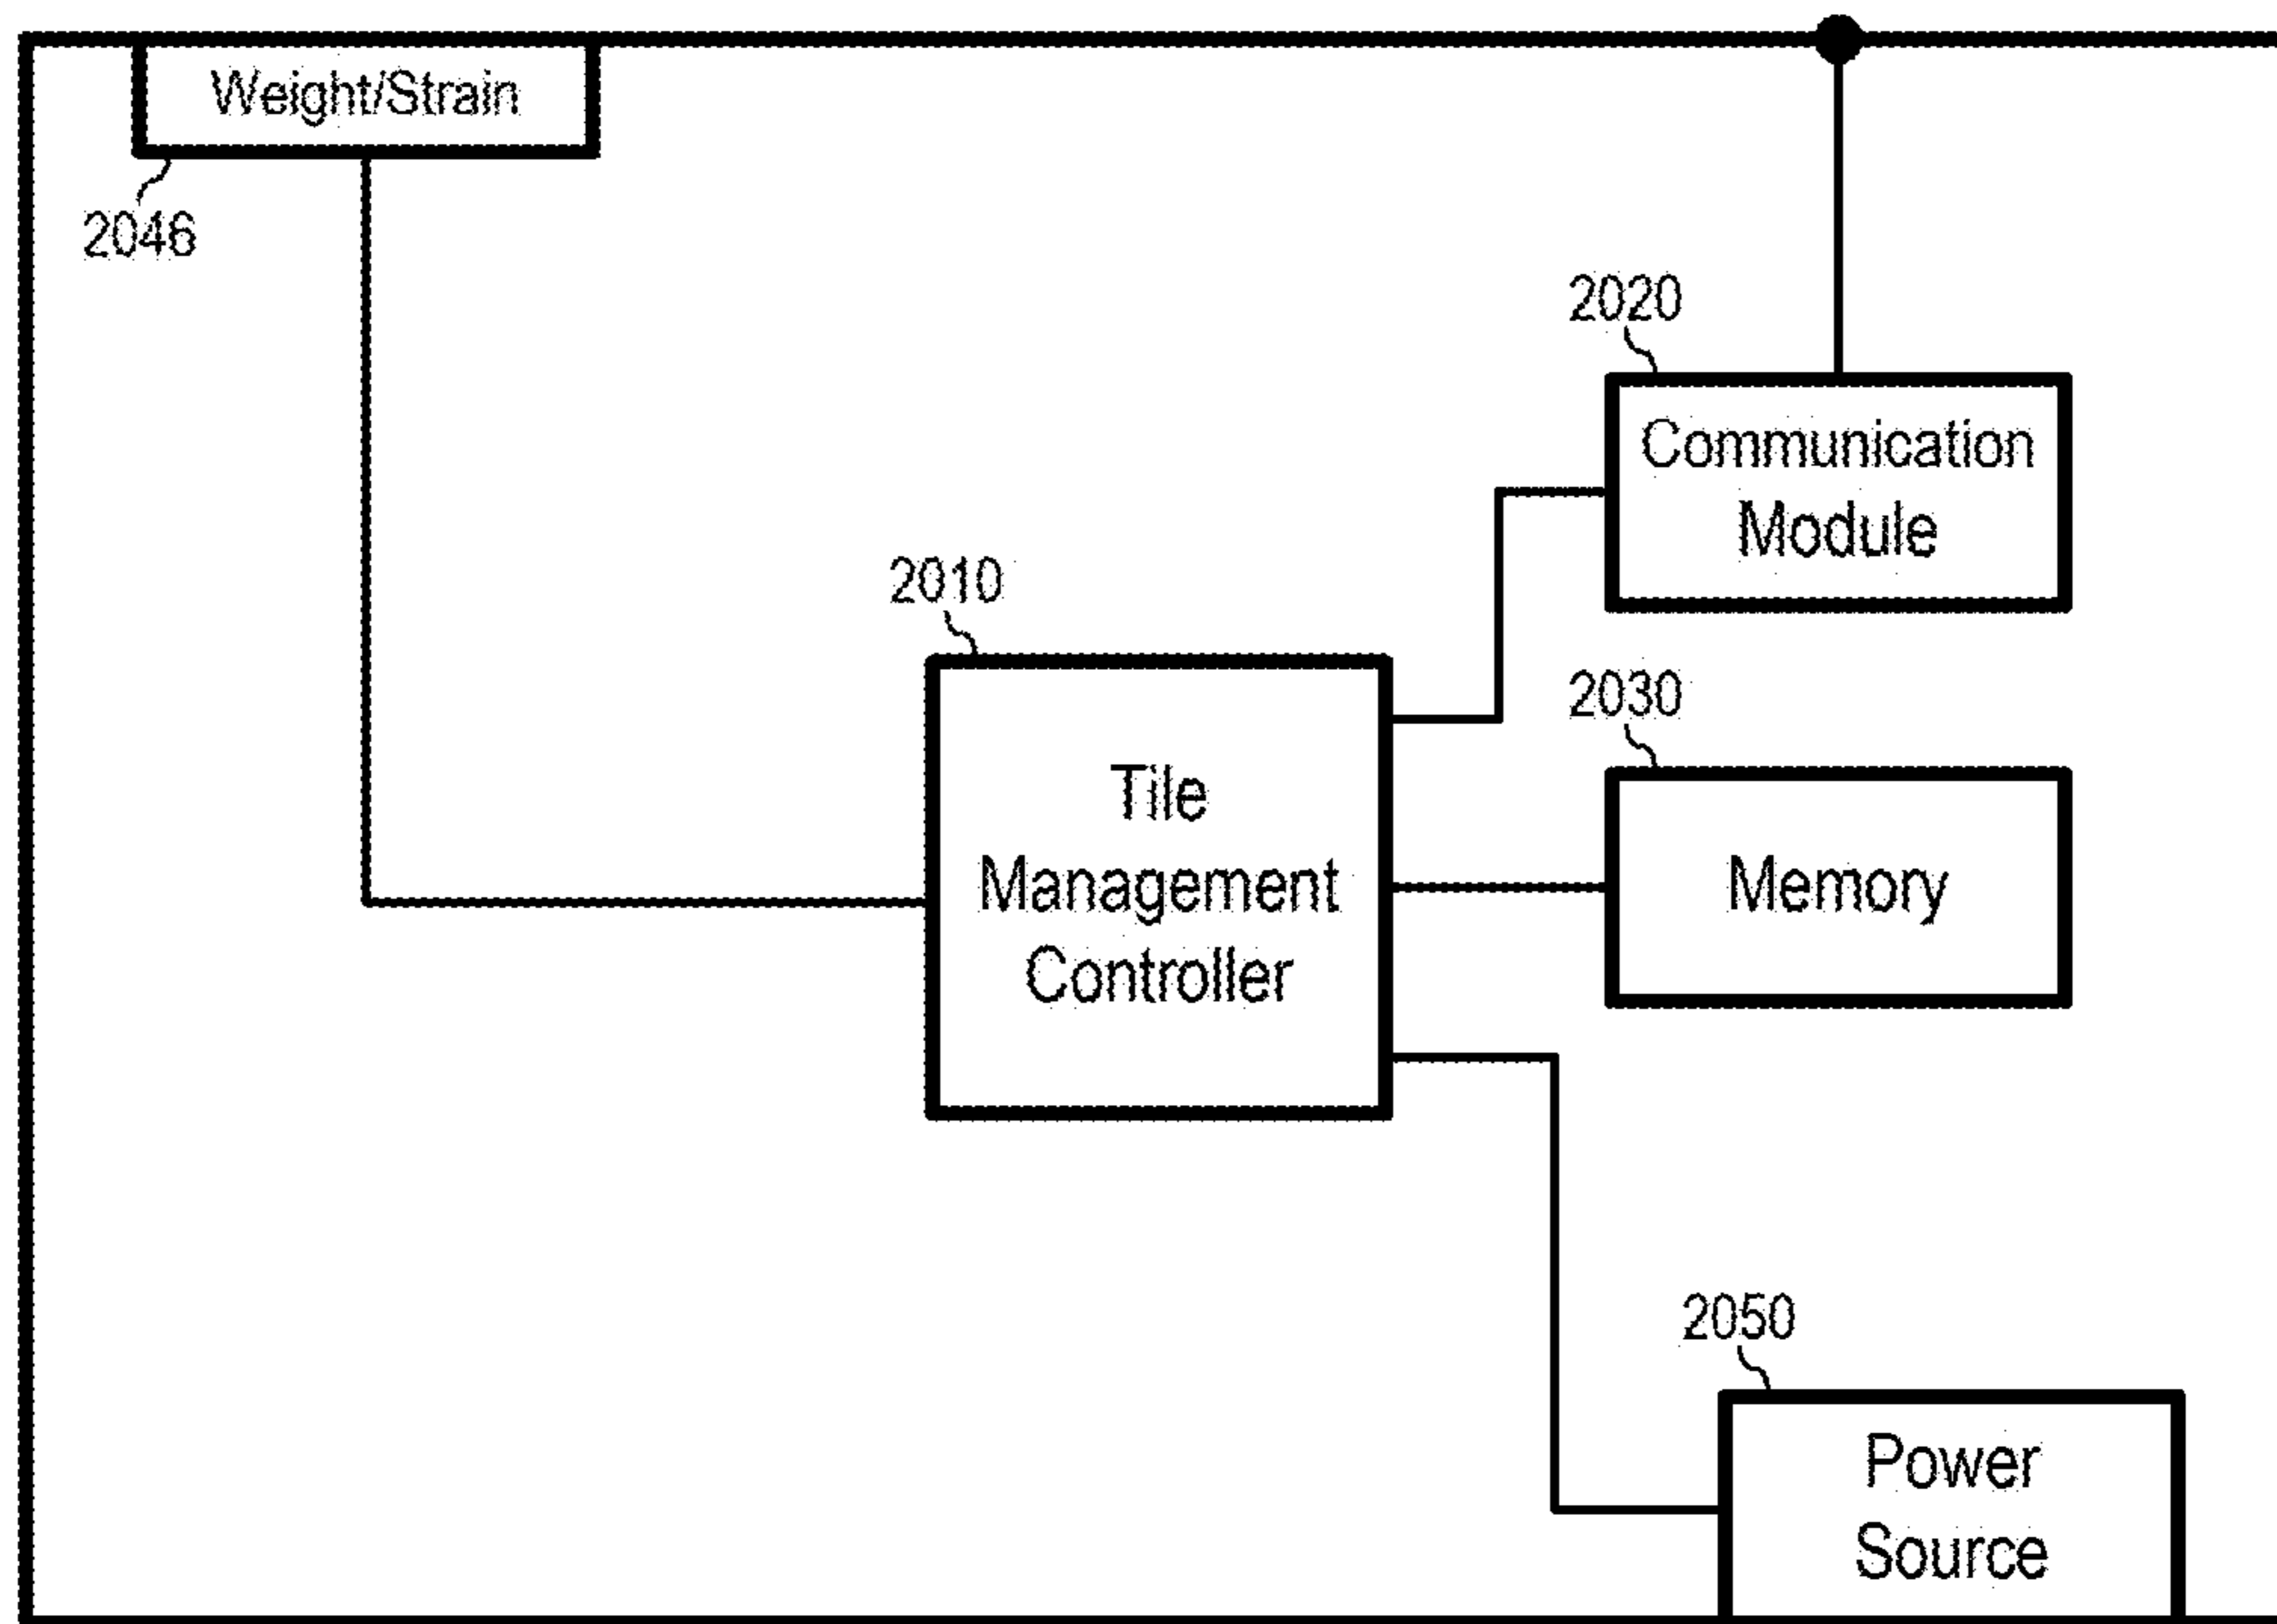 Weight/Strain
2046
2020
Communication
Module
2010
2030
Tile
Management
Controller
Memory
2050
Power
Source